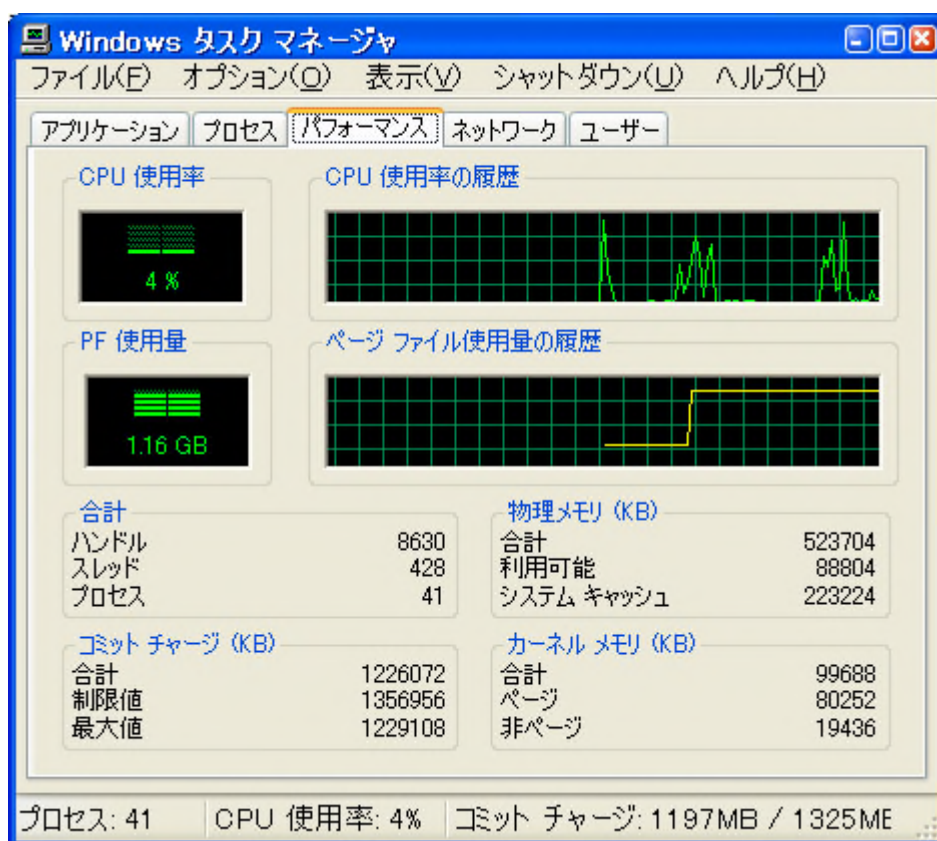 Windows タスク マネージャ
ファイル(F) オプション(O) 表示(V) シャットダウン(U) ヘルプ(H)
アプリケーション プロセス パフォーマンス ネットワーク ユーザー
CPU 使用率
4 %
CPU 使用率の履歴
PF 使用量
1.16 GB
ページ ファイル使用量の履歴
合計
ハンドル 8630
スレッド 428
プロセス 41
物理メモリ (KB)
合計 523704
利用可能 88804
システム キャッシュ 223224
コミット チャージ (KB)
合計 1226072
制限値 1356956
最大値 1229108
カーネル メモリ (KB)
合計 99688
ページ 80252
非ページ 19436
プロセス: 41 CPU 使用率: 4% コミット チャージ: 1197MB / 1325ME